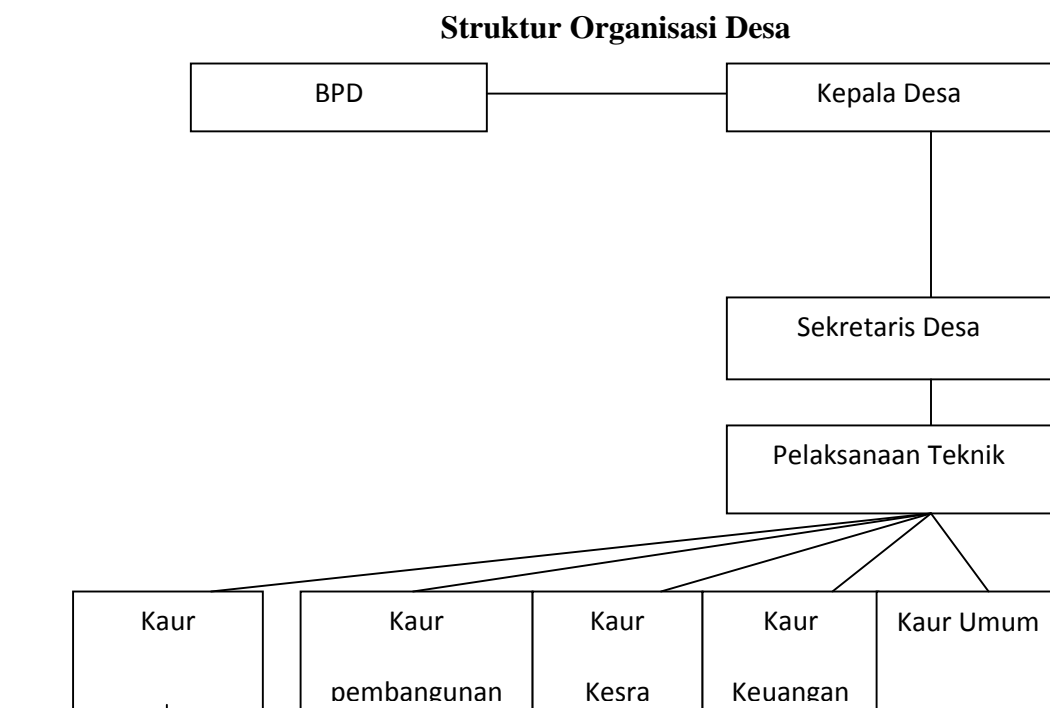 Struktur Organisasi Desa
BPD
Kepala Desa
Sekretaris Desa
Pelaksanaan Teknik
Kaur
Kaur
pembangunan
Kaur
Kesra
Kaur
Keuangan
Kaur Umum